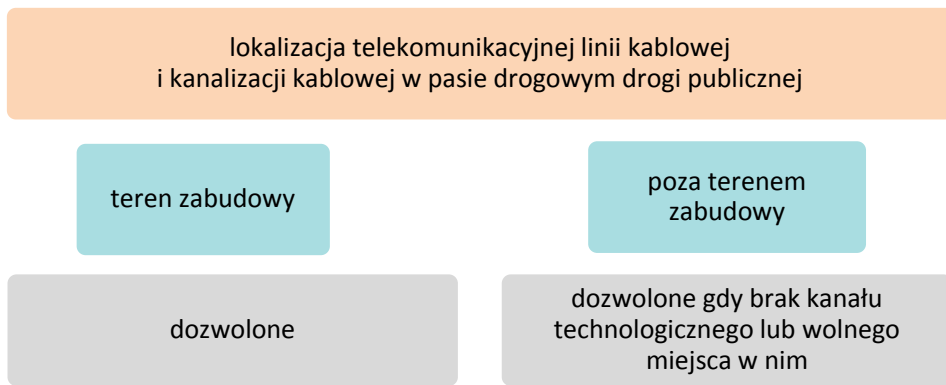 lokalizacja telekomunikacyjnej linii kablowej
i kanalizacji kablowej w pasie drogowym drogi publicznej
teren zabudowy
poza terenem
zabudowy
dozwolone
dozwolone gdy brak kanału
technologicznego lub wolnego
miejsca w nim